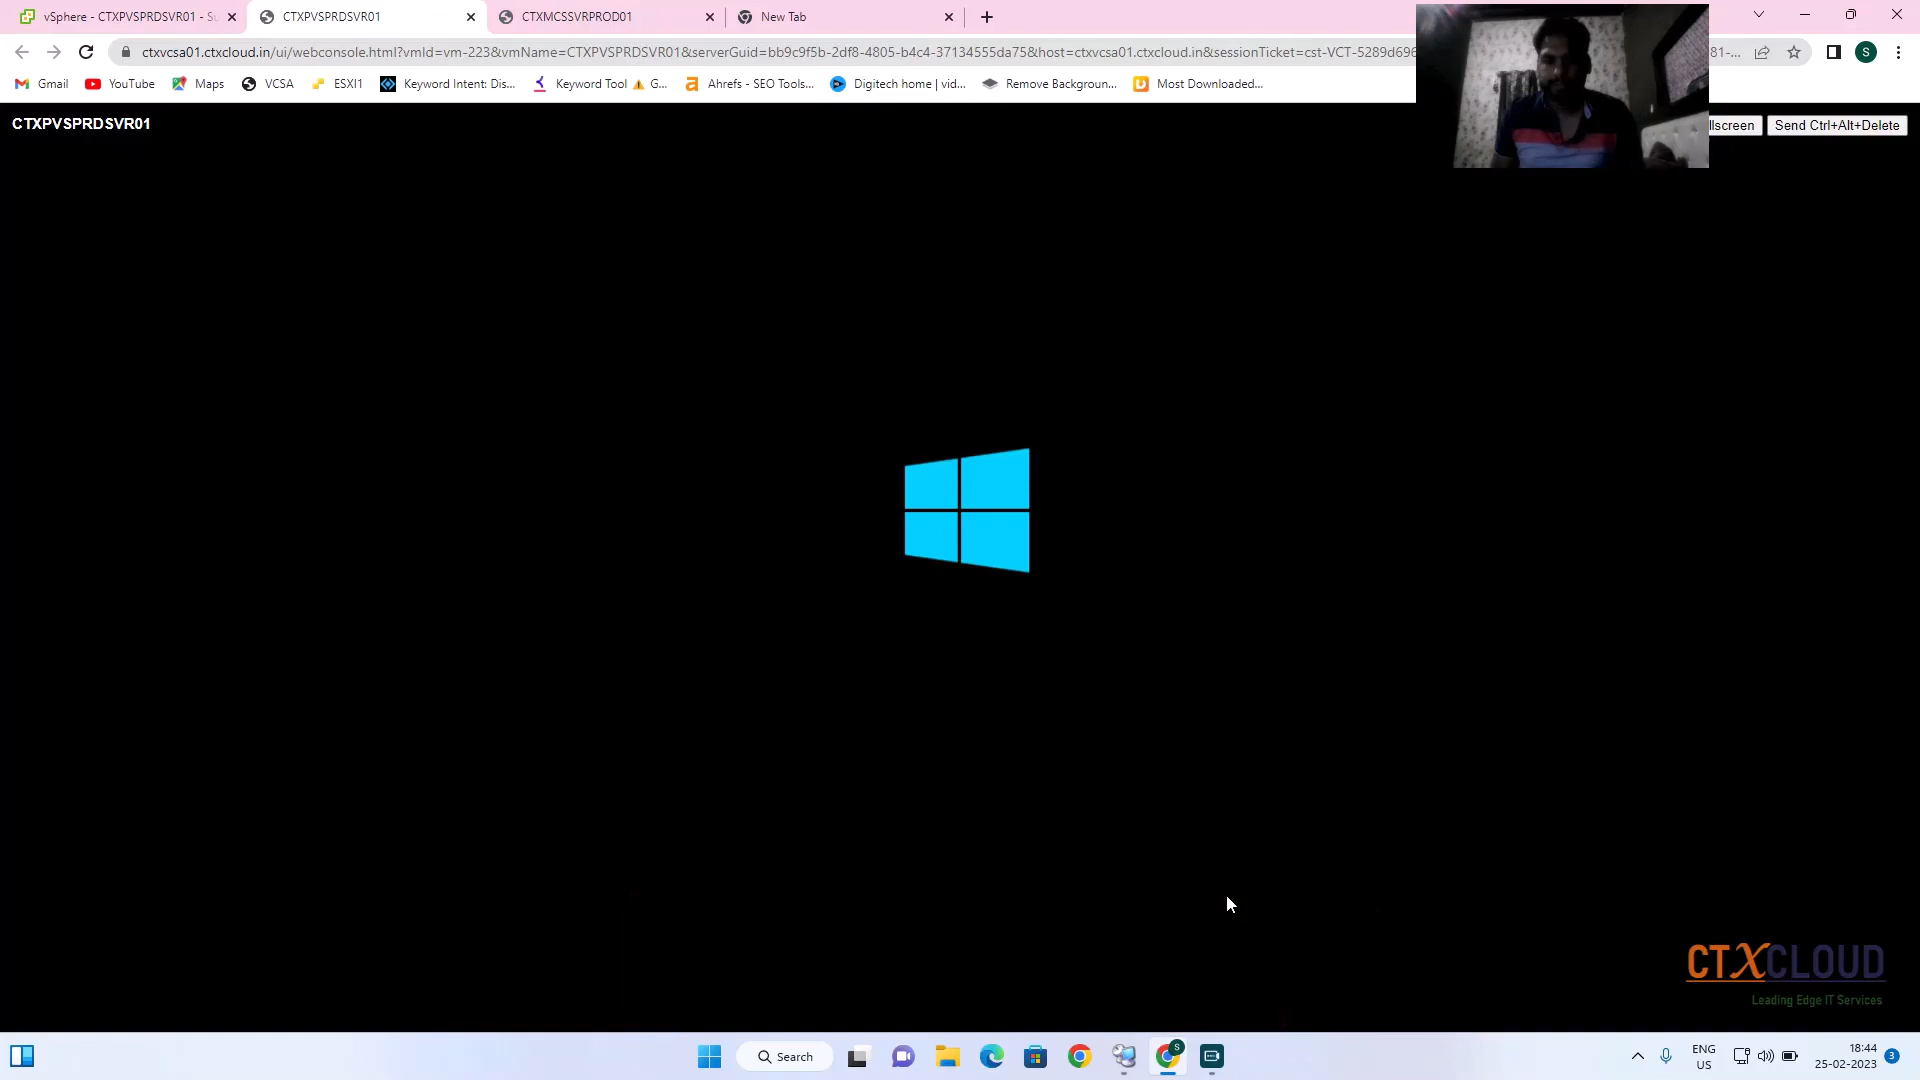 vSphere - CTXPVSPRDSVR01 - Su
CTXPVSPRDSVR01
CTXMCSSVRPROD01
New Tab
ctxvcsa01.ctxcloud.in/ui/webconsole.html?vmId=vm-223&vmName=CTXPVSPRDSVR01&serverGuid=bb9c9f5b-2df8-4805-b4c4-37134555da75&host=ctxvcsa01.ctxcloud.in&sessionTicket=cst-VCT-5289d696
81-...
S
Gmail
YouTube
Maps
VCSA
ESXI1
Keyword Intent: Dis...
Keyword Tool ⚠ G...
Ahrefs - SEO Tools...
Digitech home | vid...
Remove Backgroun...
Most Downloaded...
CTXPVSPRDSVR01
llscreen
Send Ctrl+Alt+Delete
CTXCLOUD
Leading Edge IT Services
Search
S
ENG
US
18:44
25-02-2023
3